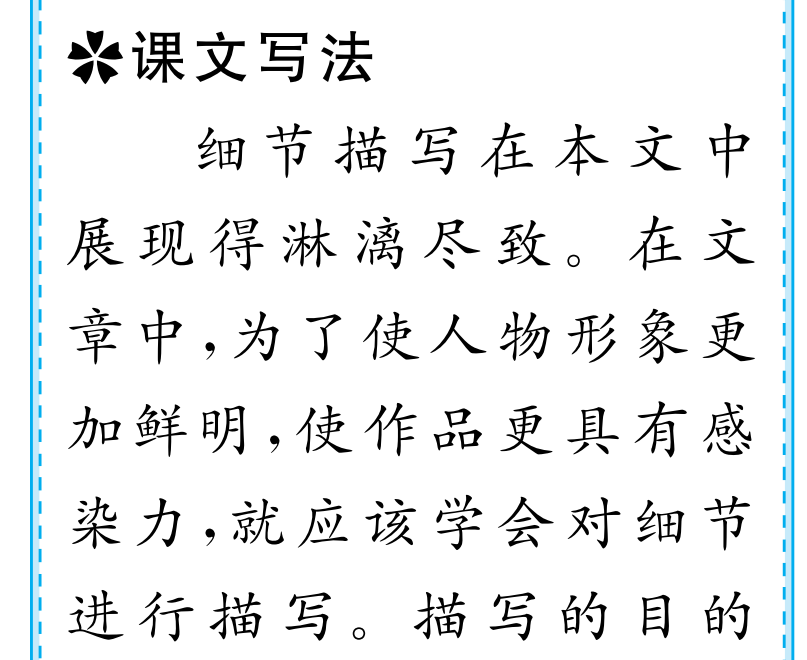 ✽课文写法
细节描写在本文中
展现得淋漓尽致。在文
章中,为了使人物形象更
加鲜明,使作品更具有感
染力,就应该学会对细节
进行描写。描写的目的